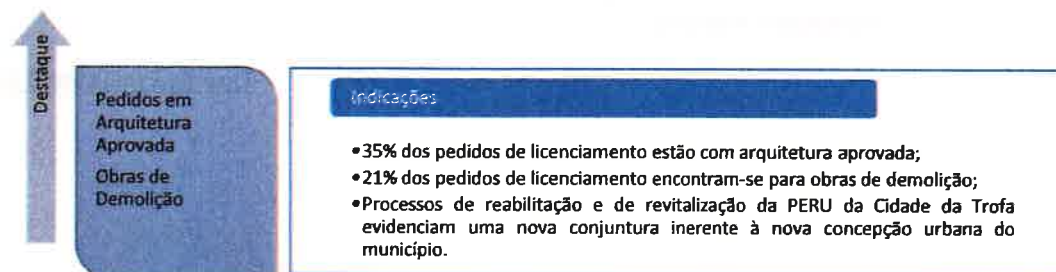 Destaque
Pedidos em
Arquitetura
Aprovada
Obras de
Demolição
Indicações
•35% dos pedidos de licenciamento estão com arquitetura aprovada;
•21% dos pedidos de licenciamento encontram-se para obras de demolição;
•Processos de reabilitação e de revitalização da PERU da Cidade da Trofa
evidenciam uma nova conjuntura inerente à nova concepção urbana do
município.